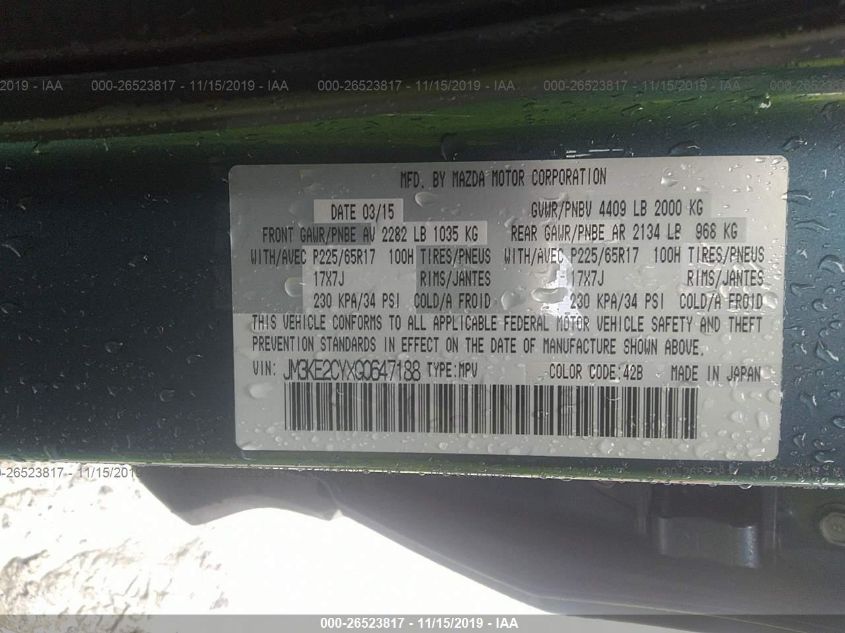 000-26523817 - 11/15/2019 - IAA 000-26523817 - 11/15/2019 - IAA 000-26523817 - 11/15/2019 - IAA
MFD. BY MAZDA MOTOR CORPORATION
DATE 03/15 GVWR/PNBV 4409 LB 2000 KG
FRONT GAWR/PNBE AV 2282 LB 1035 KG REAR GAWR/PNBE AR 2134 LB 968 KG
WITH/AVEC P225/65R17 100H TIRES/PNEUS WITH/AVEC P225/65R17 100H TIRES/PNEUS
17X7J RIMS/JANTES 17X7J RIMS/JANTES
230 KPA/34 PSI COLD/A FROID 230 KPA/34 PSI COLD/A FROID
THIS VEHICLE CONFORMS TO ALL APPLICABLE FEDERAL MOTOR VEHICLE SAFETY AND THEFT
PREVENTION STANDARDS IN EFFECT ON THE DATE OF MANUFACTURE SHOWN ABOVE.
VIN: JM3KE2CYXG0647188 TYPE:MPV COLOR CODE:42B MADE IN JAPAN
000-26523817 - 11/15/2019 - IAA
000-26523817 - 11/15/2019 - IAA